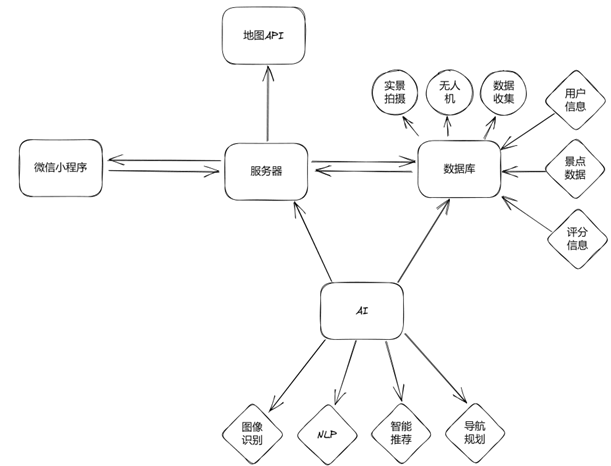 地图API
实景
拍摄
无人
机
数据
收集
用户
信息
微信小程序
服务器
数据库
景点
数据
评分
信息
AI
图像
识别
NLP
智能
推荐
导航
规划